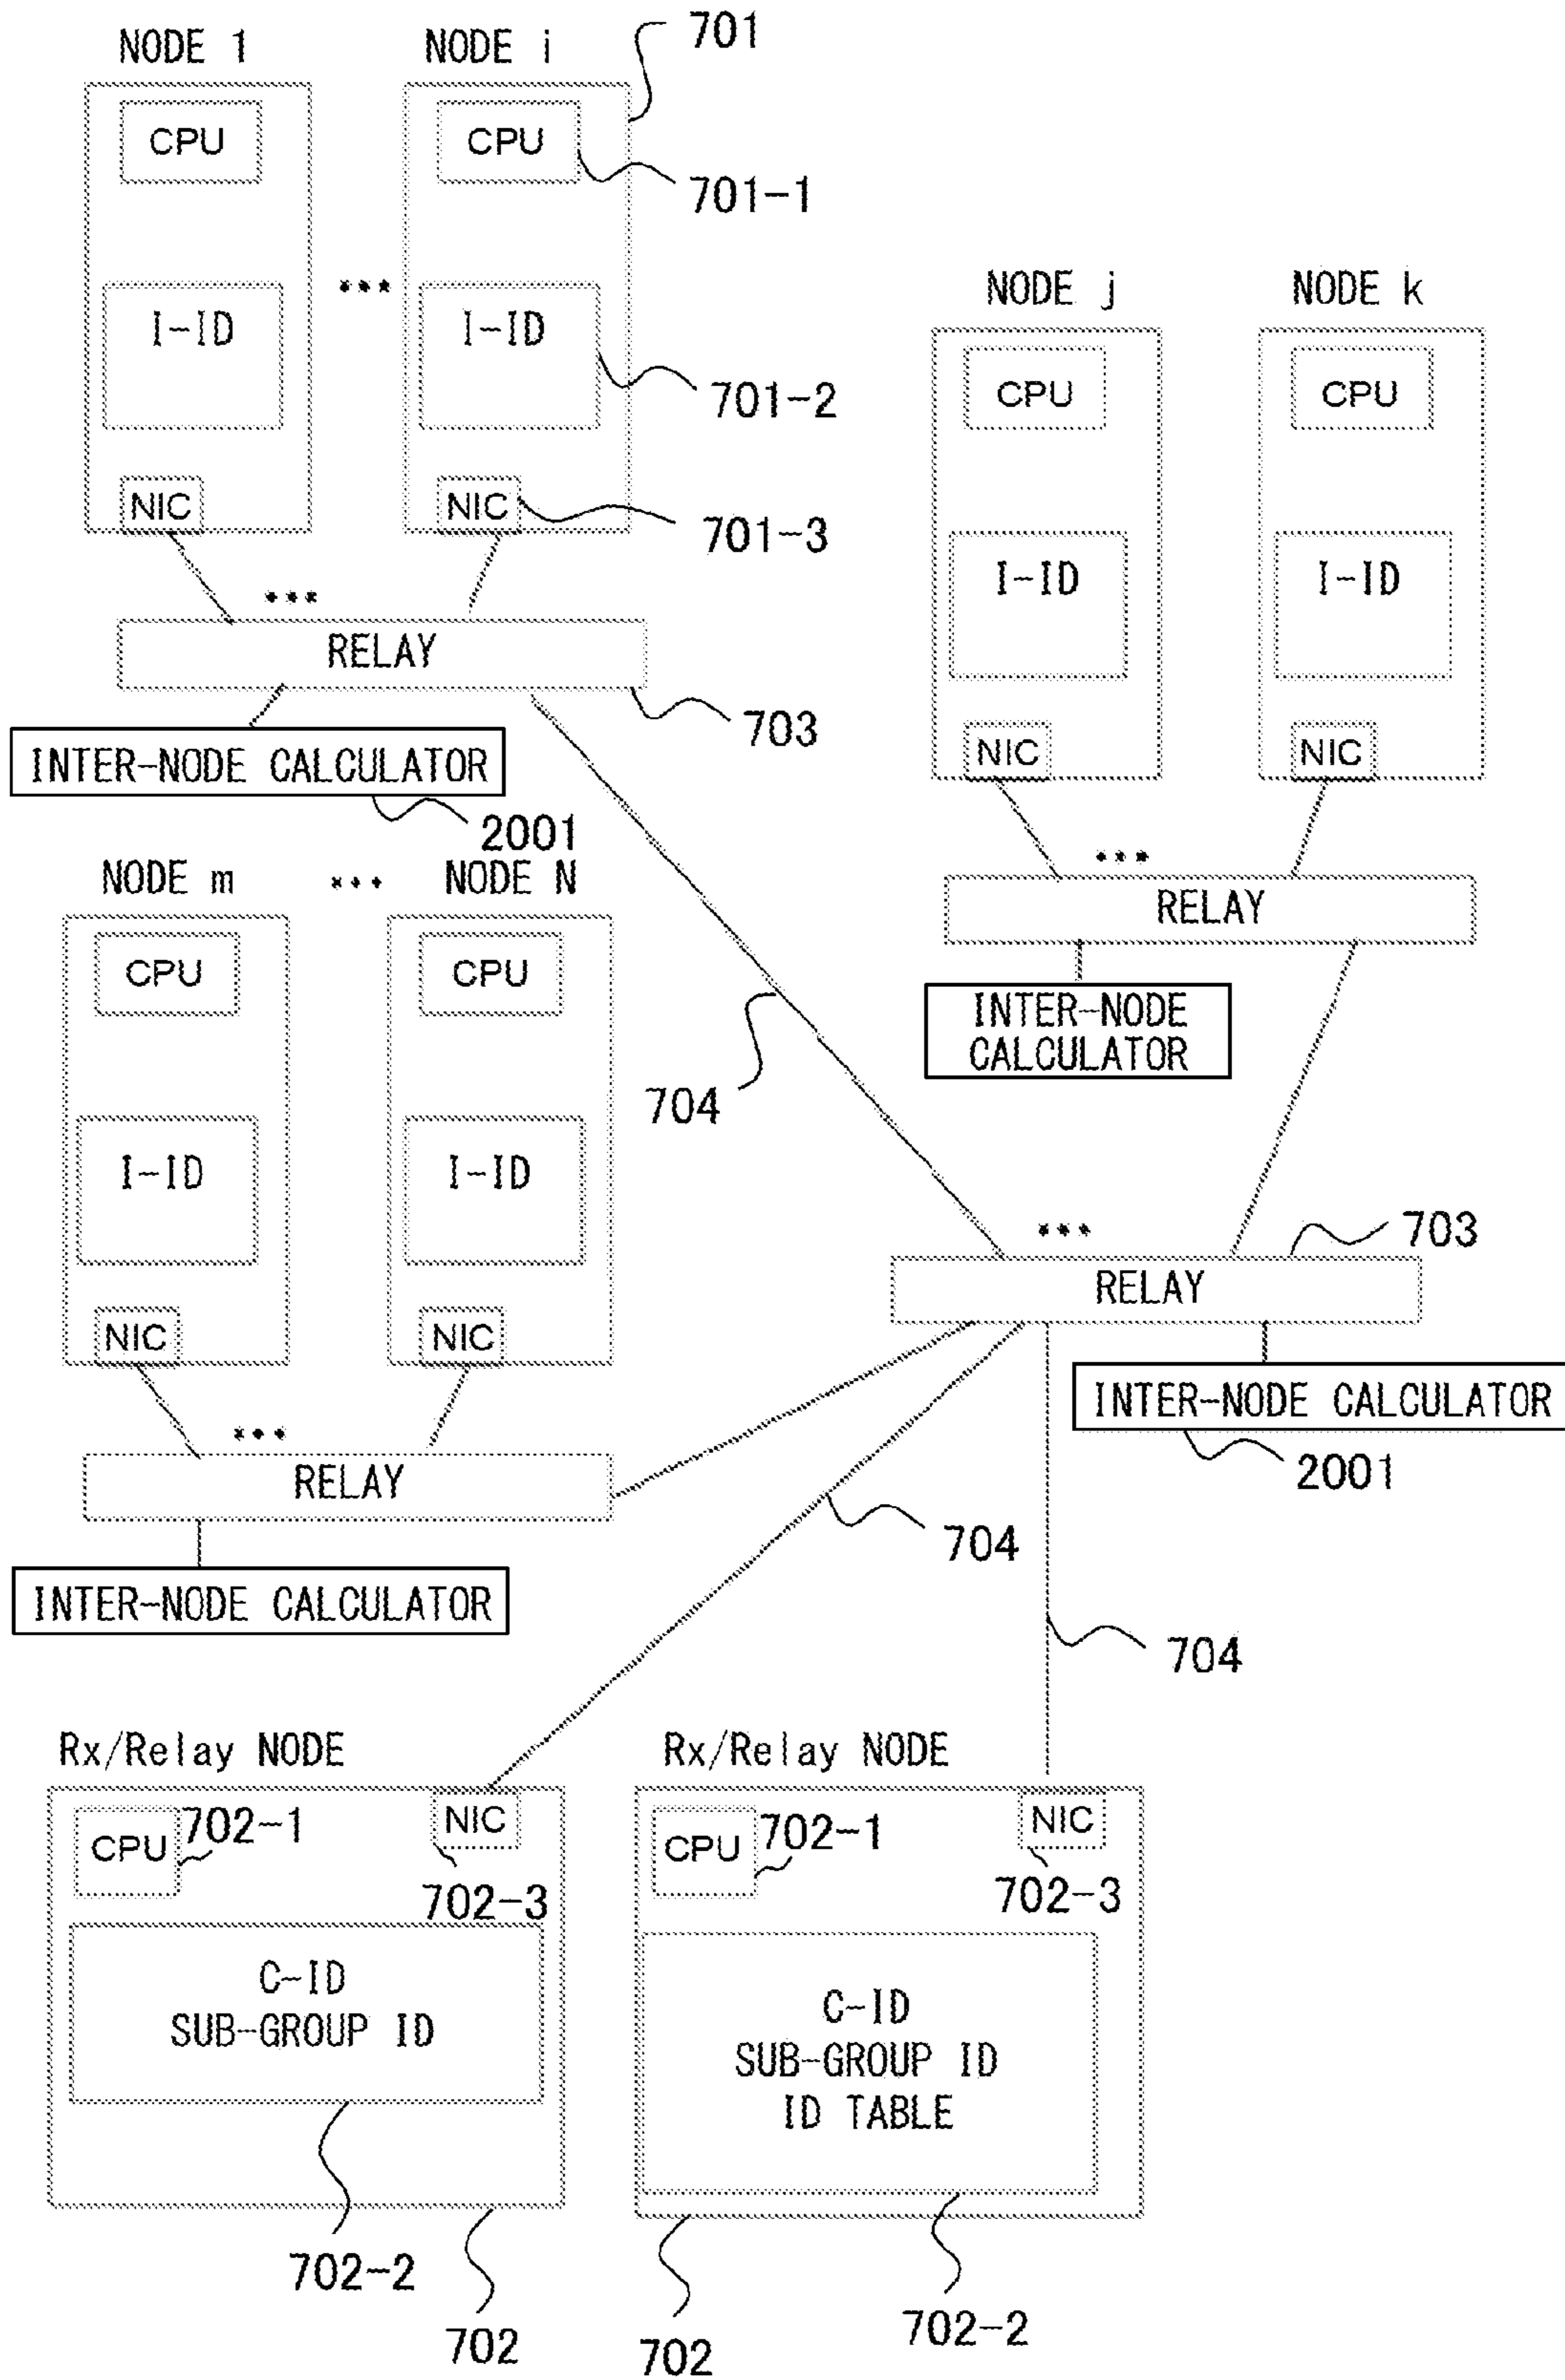 NODE 1
NODE i
701
CPU
CPU
701-1
I-ID
...
I-ID
701-2
NIC
NIC
701-3
...
RELAY
703
INTER-NODE CALCULATOR
2001
NODE j
NODE k
CPU
CPU
I-ID
I-ID
NIC
NIC
...
RELAY
INTER-NODE
CALCULATOR
NODE m
...
NODE N
CPU
CPU
I-ID
I-ID
NIC
NIC
...
RELAY
INTER-NODE CALCULATOR
704
...
703
RELAY
INTER-NODE CALCULATOR
2001
704
704
Rx/Relay NODE
CPU
702-1
NIC
702-3
C-ID
SUB-GROUP ID
702-2
702
Rx/Relay NODE
CPU
702-1
NIC
702-3
C-ID
SUB-GROUP ID
ID TABLE
702-2
702